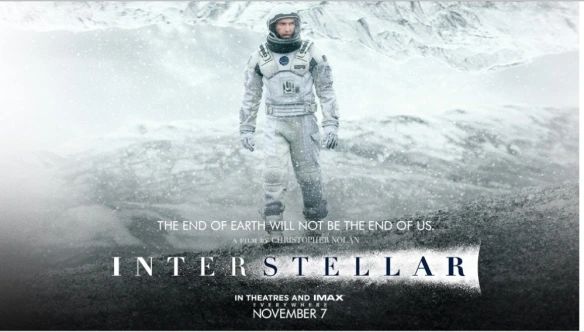 THE END OF EARTH WILL NOT BE THE END OF US.
A FILM BY CHRISTOPHER NOLAN
INTERSTELLAR
IN THEATRES AND IMAX
EVERYWHERE
NOVEMBER 7